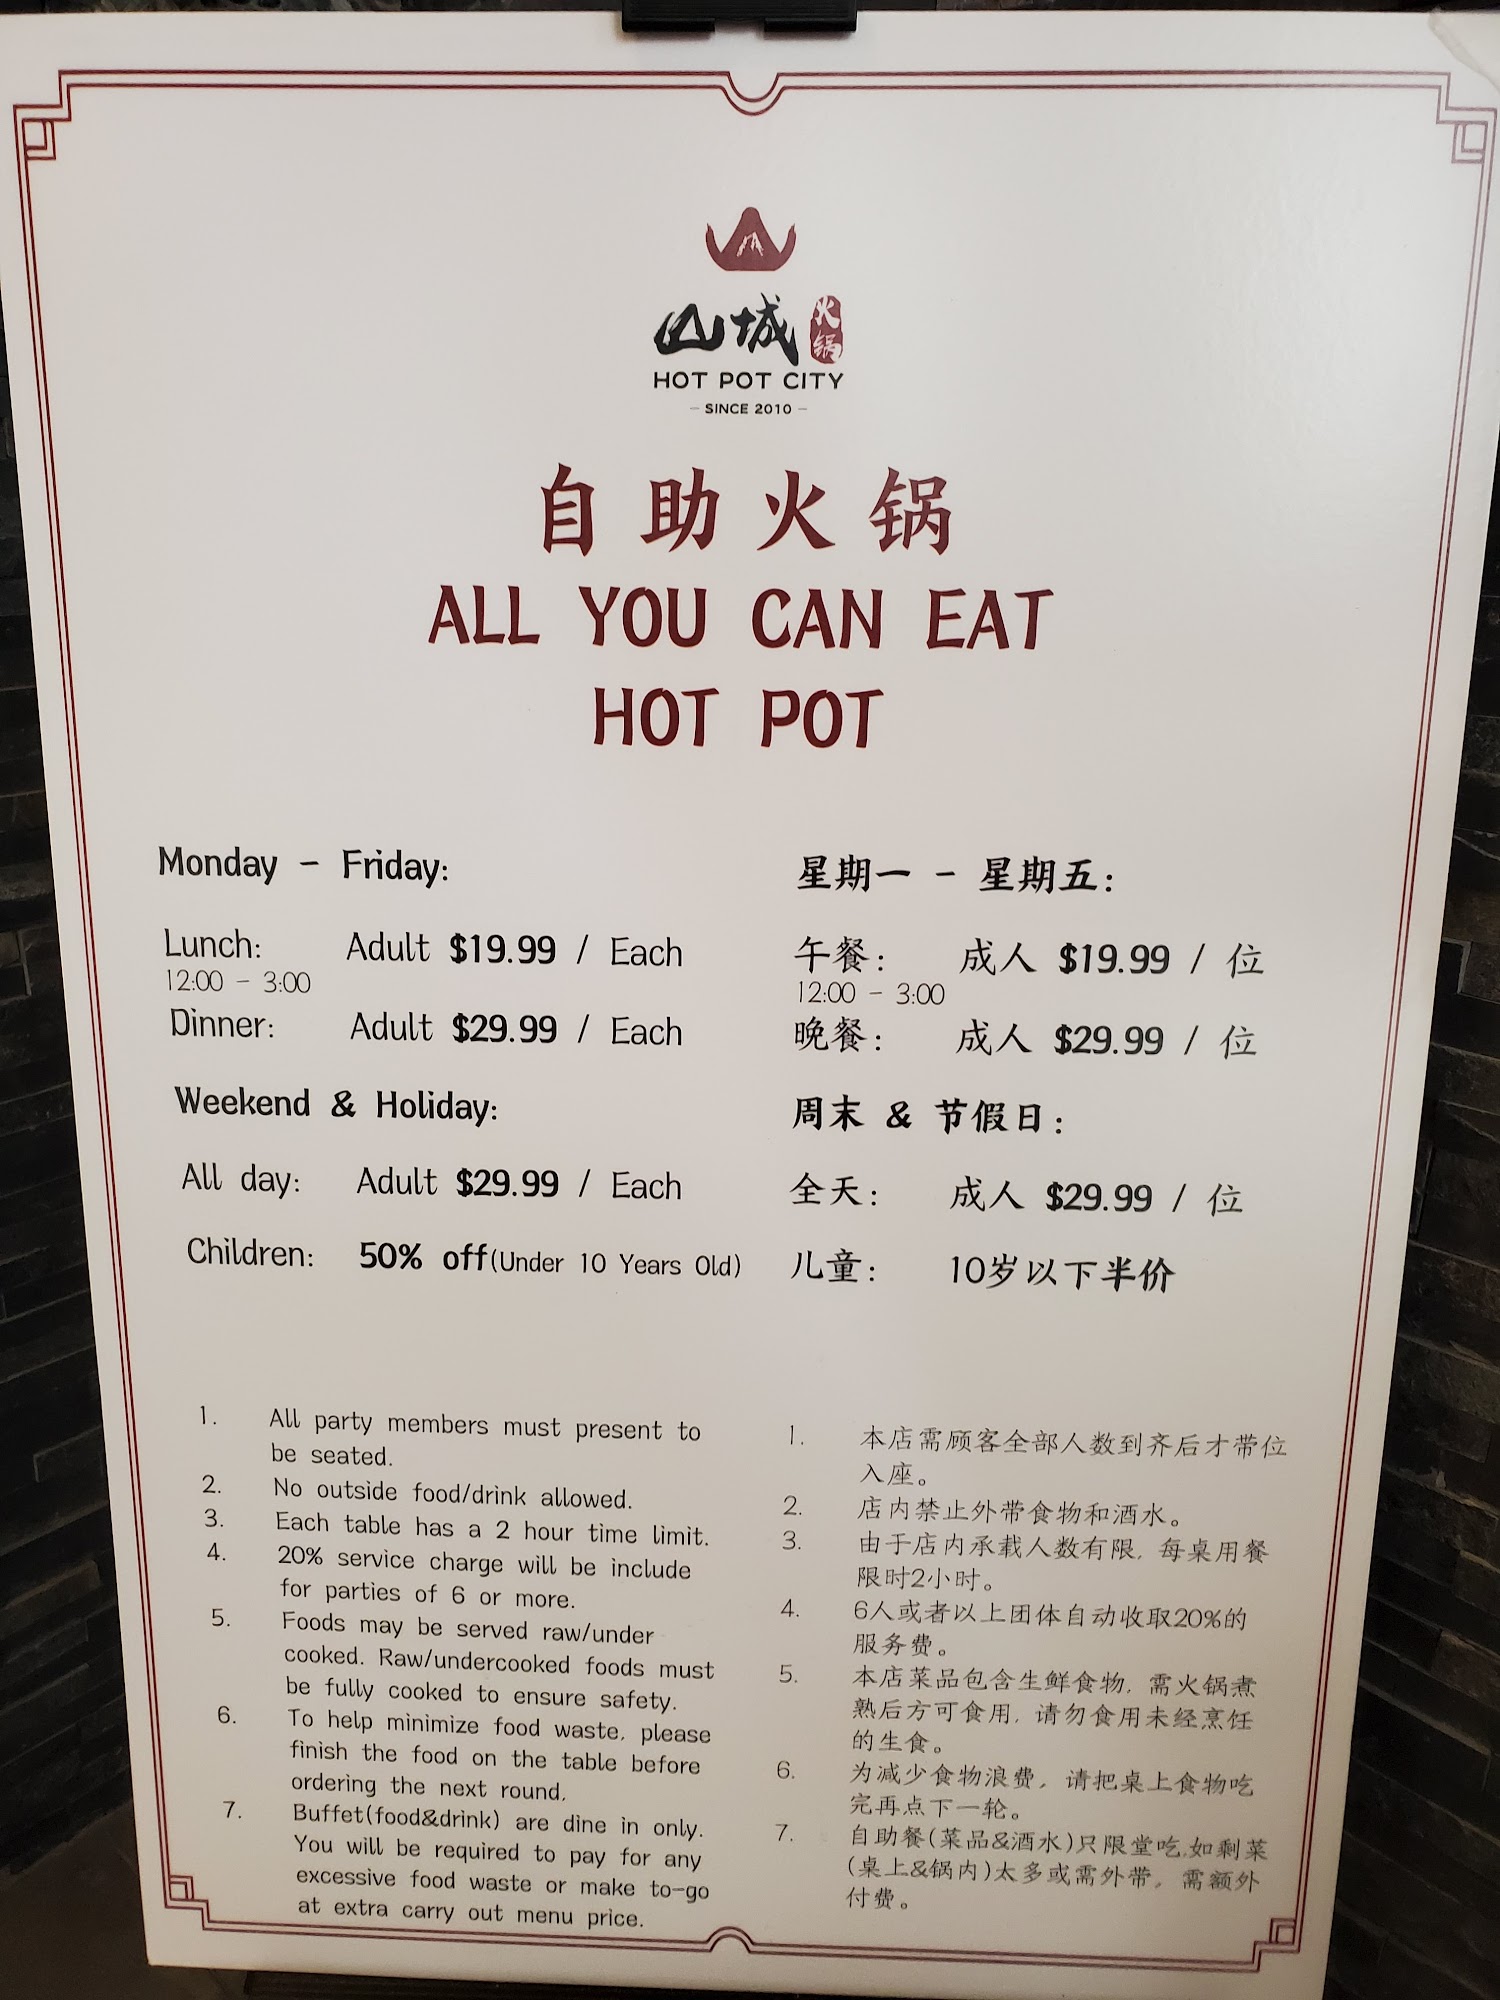 山城 火锅
HOT POT CITY
- SINCE 2010 -
自助火锅
ALL YOU CAN EAT
HOT POT
Monday - Friday:
Lunch: Adult $19.99 / Each
12:00 - 3:00
Dinner: Adult $29.99 / Each
Weekend & Holiday:
All day: Adult $29.99 / Each
Children: 50% off(Under 10 Years Old)
星期一 - 星期五:
午餐: 成人 $19.99 / 位
12:00 - 3:00
晚餐: 成人 $29.99 / 位
周末 & 节假日:
全天: 成人 $29.99 / 位
儿童: 10岁以下半价
1. All party members must present to
be seated.
2. No outside food/drink allowed.
3. Each table has a 2 hour time limit.
4. 20% service charge will be include
for parties of 6 or more.
5. Foods may be served raw/under
cooked. Raw/undercooked foods must
be fully cooked to ensure safety.
6. To help minimize food waste, please
finish the food on the table before
ordering the next round.
7. Buffet(food&drink) are dine in only.
You will be required to pay for any
excessive food waste or make to-go
at extra carry out menu price.
1. 本店需顾客全部人数到齐后才带位
入座。
2. 店内禁止外带食物和酒水。
3. 由于店内承载人数有限, 每桌用餐
限时2小时。
4. 6人或者以上团体自动收取20%的
服务费。
5. 本店菜品包含生鲜食物, 需火锅煮
熟后方可食用, 请勿食用未经烹饪
的生食。
6. 为减少食物浪费, 请把桌上食物吃
完再点下一轮。
7. 自助餐(菜品&酒水)只限堂吃,如剩菜
(桌上&锅内)太多或需外带, 需额外
付费。